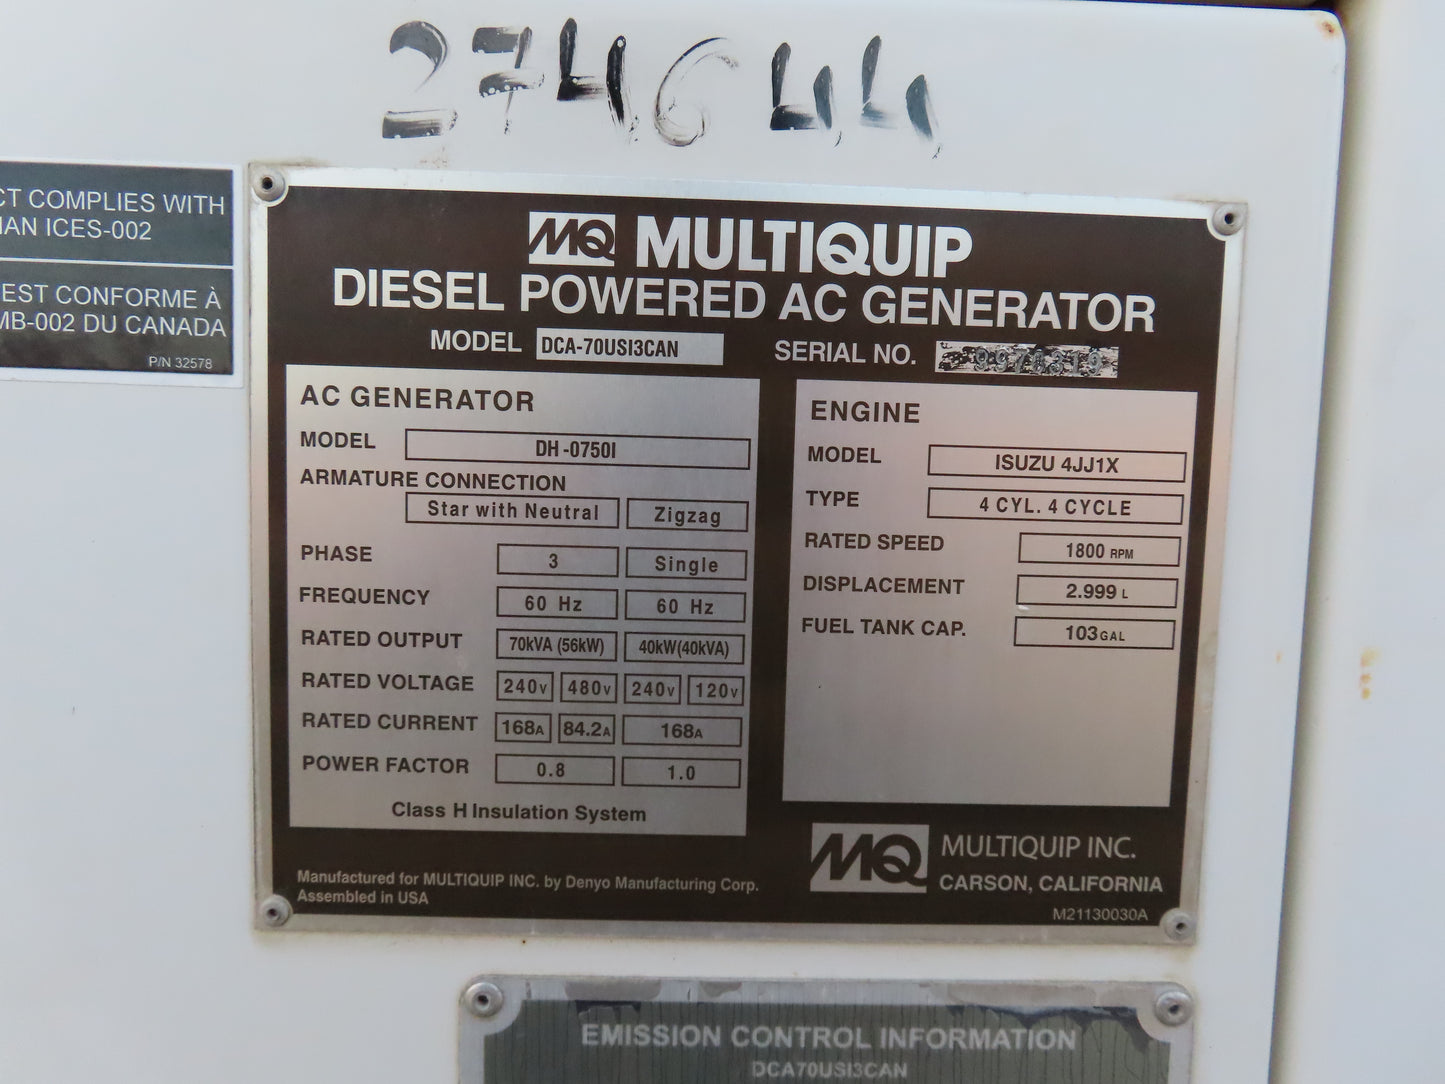 274644
CT COMPLIES WITH
IAN ICES-002
EST CONFORME À
MB-002 DU CANADA
P/N 32578
MQ MULTIQUIP
DIESEL POWERED AC GENERATOR
MODEL DCA-70USI3CAN SERIAL NO.
AC GENERATOR
MODEL DH-0750I
ARMATURE CONNECTION
Star with Neutral Zigzag
PHASE 3 Single
FREQUENCY 60 Hz 60 Hz
RATED OUTPUT 70kVA (56kW) 40kW(40kVA)
RATED VOLTAGE 240V 480V 240V 120V
RATED CURRENT 168A 84.2A 168A
POWER FACTOR 0.8 1.0
Class H Insulation System
ENGINE
MODEL ISUZU 4JJ1X
TYPE 4 CYL. 4 CYCLE
RATED SPEED 1800 RPM
DISPLACEMENT 2.999 L
FUEL TANK CAP. 103 GAL
Manufactured for MULTIQUIP INC. by Denyo Manufacturing Corp.
Assembled in USA
MQ MULTIQUIP INC.
CARSON, CALIFORNIA
M21130030A
EMISSION CONTROL INFORMATION
DCA70USI3CAN